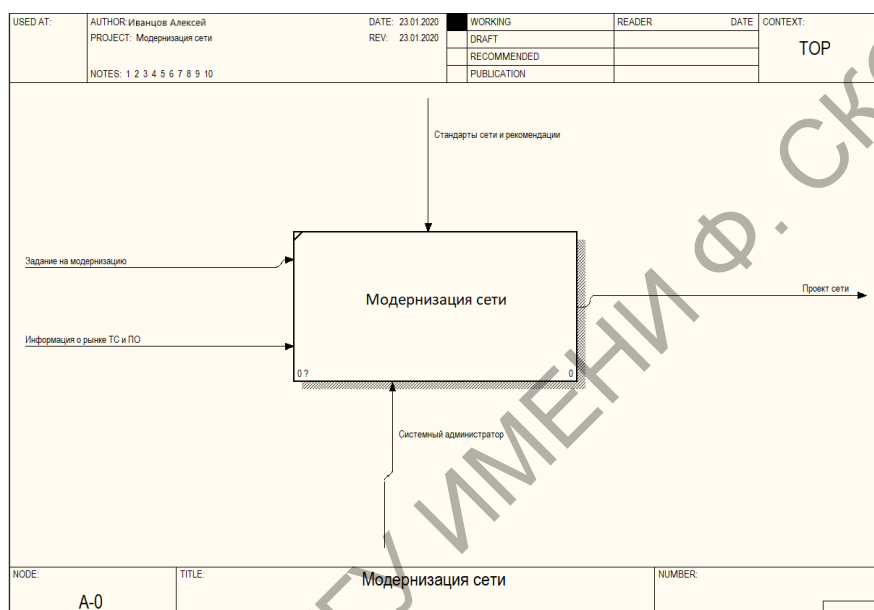 USED AT:
AUTHOR: Иванцов Алексей
DATE: 23.01.2020
WORKING
READER
DATE
CONTEXT:
PROJECT: Модернизация сети
REV: 23.01.2020
DRAFT
TOP
RECOMMENDED
NOTES: 1 2 3 4 5 6 7 8 9 10
PUBLICATION
Стандарты сети и рекомендации
Задание на модернизацию
Модернизация сети
Проект сети
Информация о рынке ТС и ПО
0 ?
0
Системный администратор
NODE:
TITLE:
Модернизация сети
NUMBER:
A-0
ГУ ИМЕНИ Ф. СКО